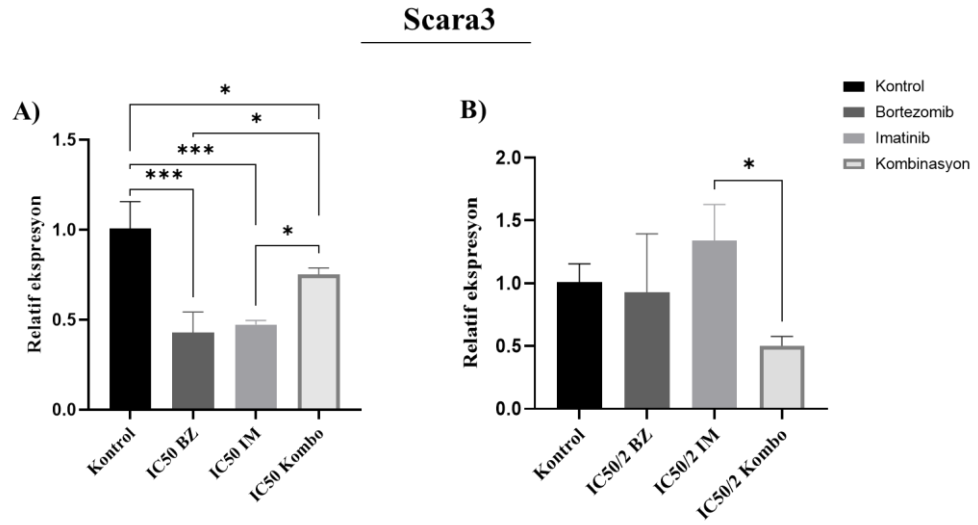 Scara3
A)
Relatif ekspresyon
1.5
1.0
0.5
0.0
*
*
***
***
*
Kontrol
IC50 BZ
IC50 IM
IC50 Kombo
B)
Relatif ekspresyon
2.0
1.5
1.0
0.5
0.0
*
Kontrol
IC50/2 BZ
IC50/2 IM
IC50/2 Kombo
Kontrol
Bortezomib
Imatinib
Kombinasyon